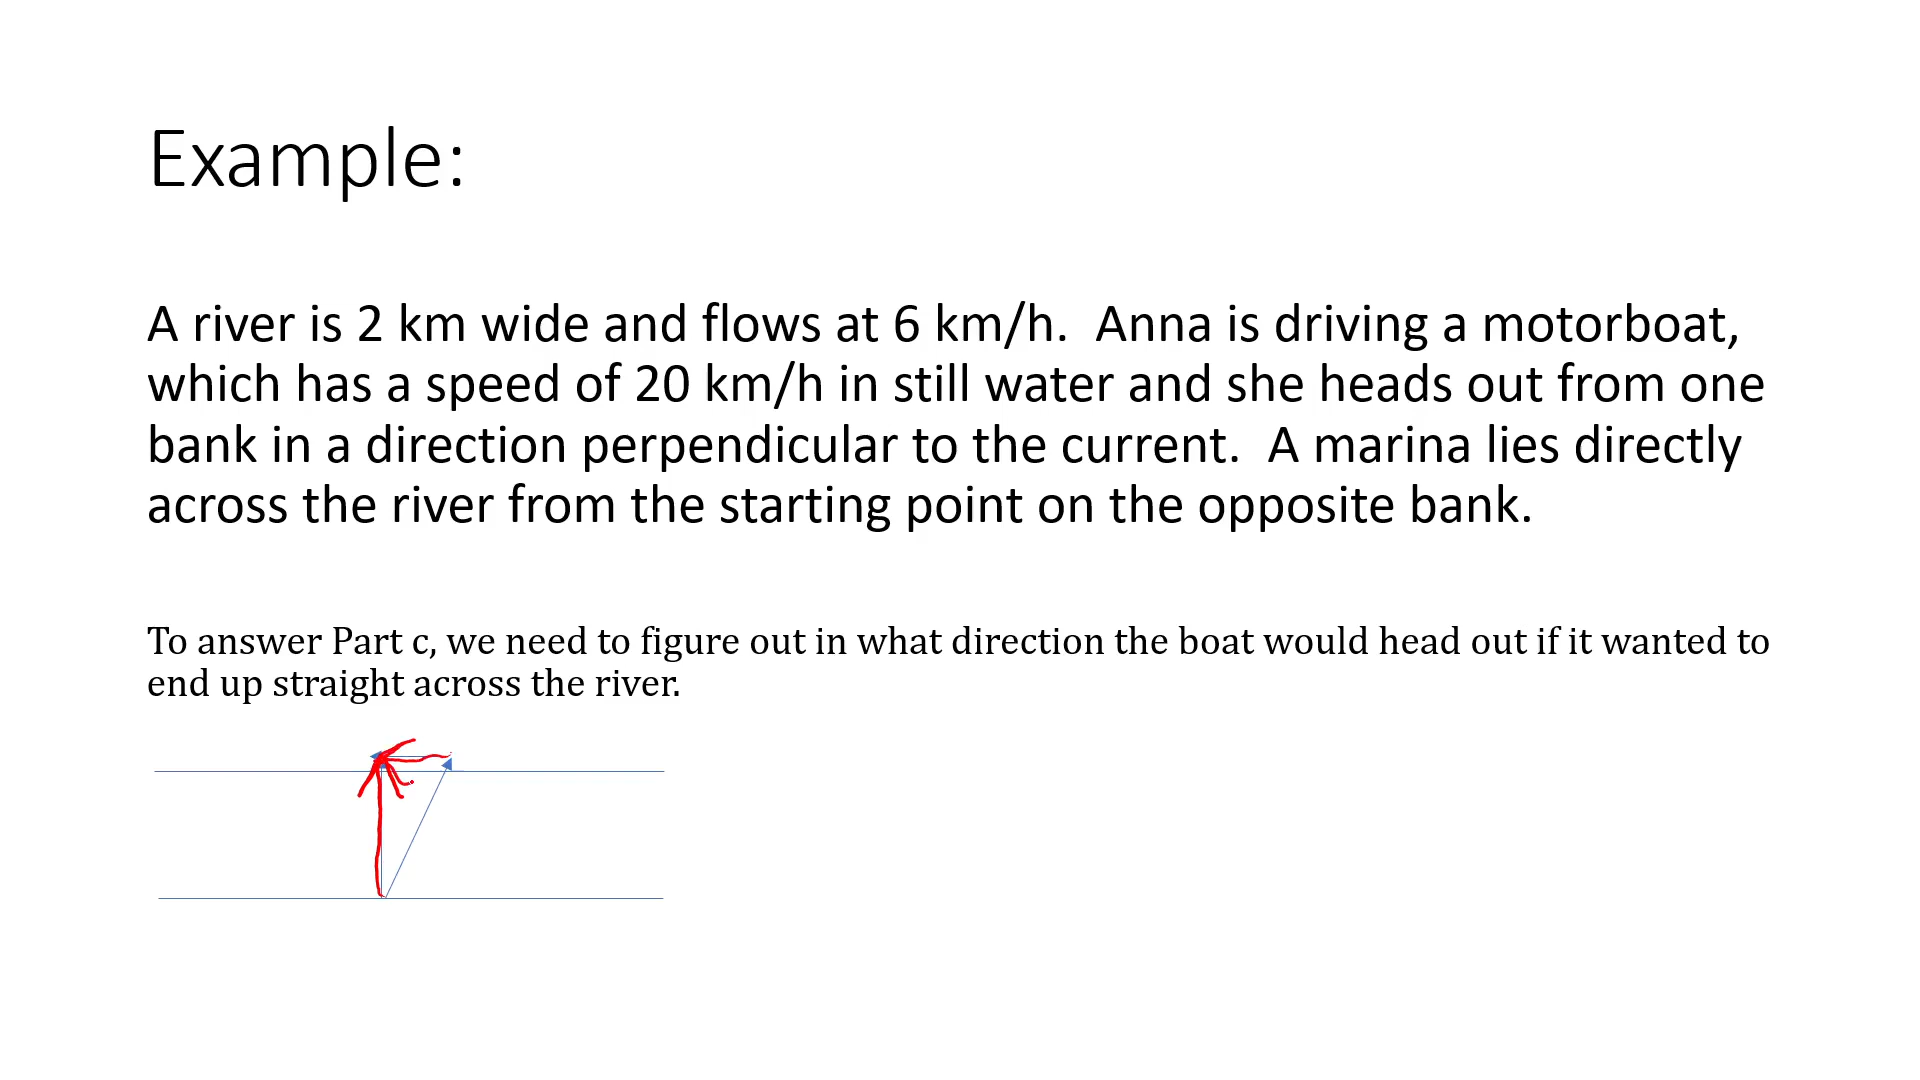 Example:
A river is 2 km wide and flows at 6 km/h. Anna is driving a motorboat,
which has a speed of 20 km/h in still water and she heads out from one
bank in a direction perpendicular to the current. A marina lies directly
across the river from the starting point on the opposite bank.
To answer Part c, we need to figure out in what direction the boat would head out if it wanted to
end up straight across the river.